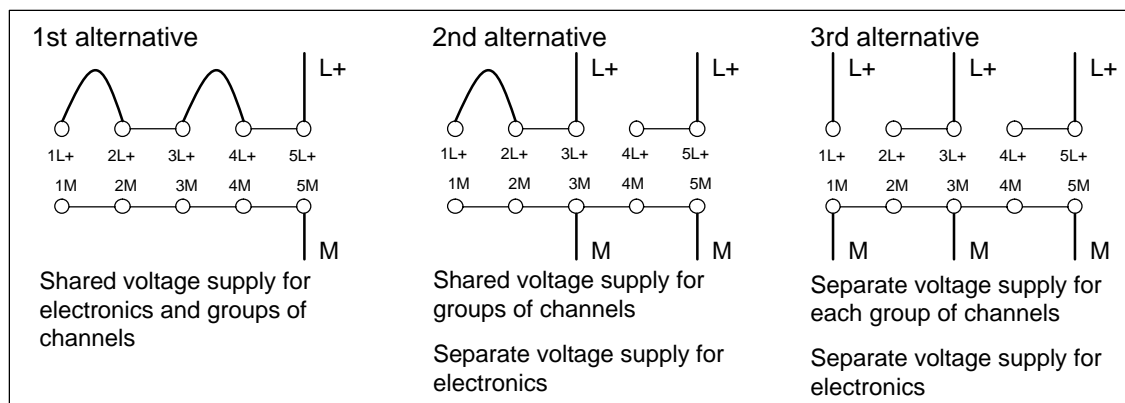 1st alternative
L+
1L+ 2L+ 3L+ 4L+ 5L+
1M 2M 3M 4M 5M
M
Shared voltage supply for
electronics and groups of
channels
2nd alternative
L+ L+
1L+ 2L+ 3L+ 4L+ 5L+
1M 2M 3M 4M 5M
M M
Shared voltage supply for
groups of channels
Separate voltage supply for
electronics
3rd alternative
L+ L+ L+
1L+ 2L+ 3L+ 4L+ 5L+
1M 2M 3M 4M 5M
M M M
Separate voltage supply for
each group of channels
Separate voltage supply for
electronics